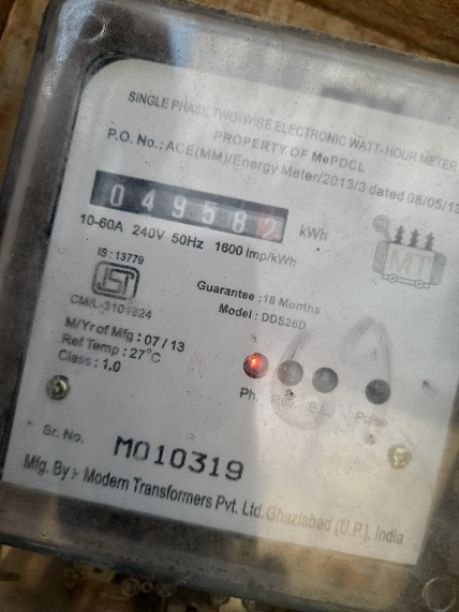 SINGLE PHASE TWO-WIRE ELECTRONIC WATT-HOUR METER
PROPERTY OF MePDCL
P.O. No.: ACE(MM)/Energy Meter/2013/3 dated 08/05/13
049582 kWh
10-60A 240V 50Hz 1600 imp/kWh
MT
IS : 13779
CM/L-3101224
Guarantee :18 Months
Model : DDS26D
M/Yr of Mfg : 07 / 13
Ref Temp : 27°C
Class : 1.0
Ph. E.L. Pulse
Sr. No. M010319
Mfg. By :- Modern Transformers Pvt. Ltd. Ghaziabad (U.P.), India